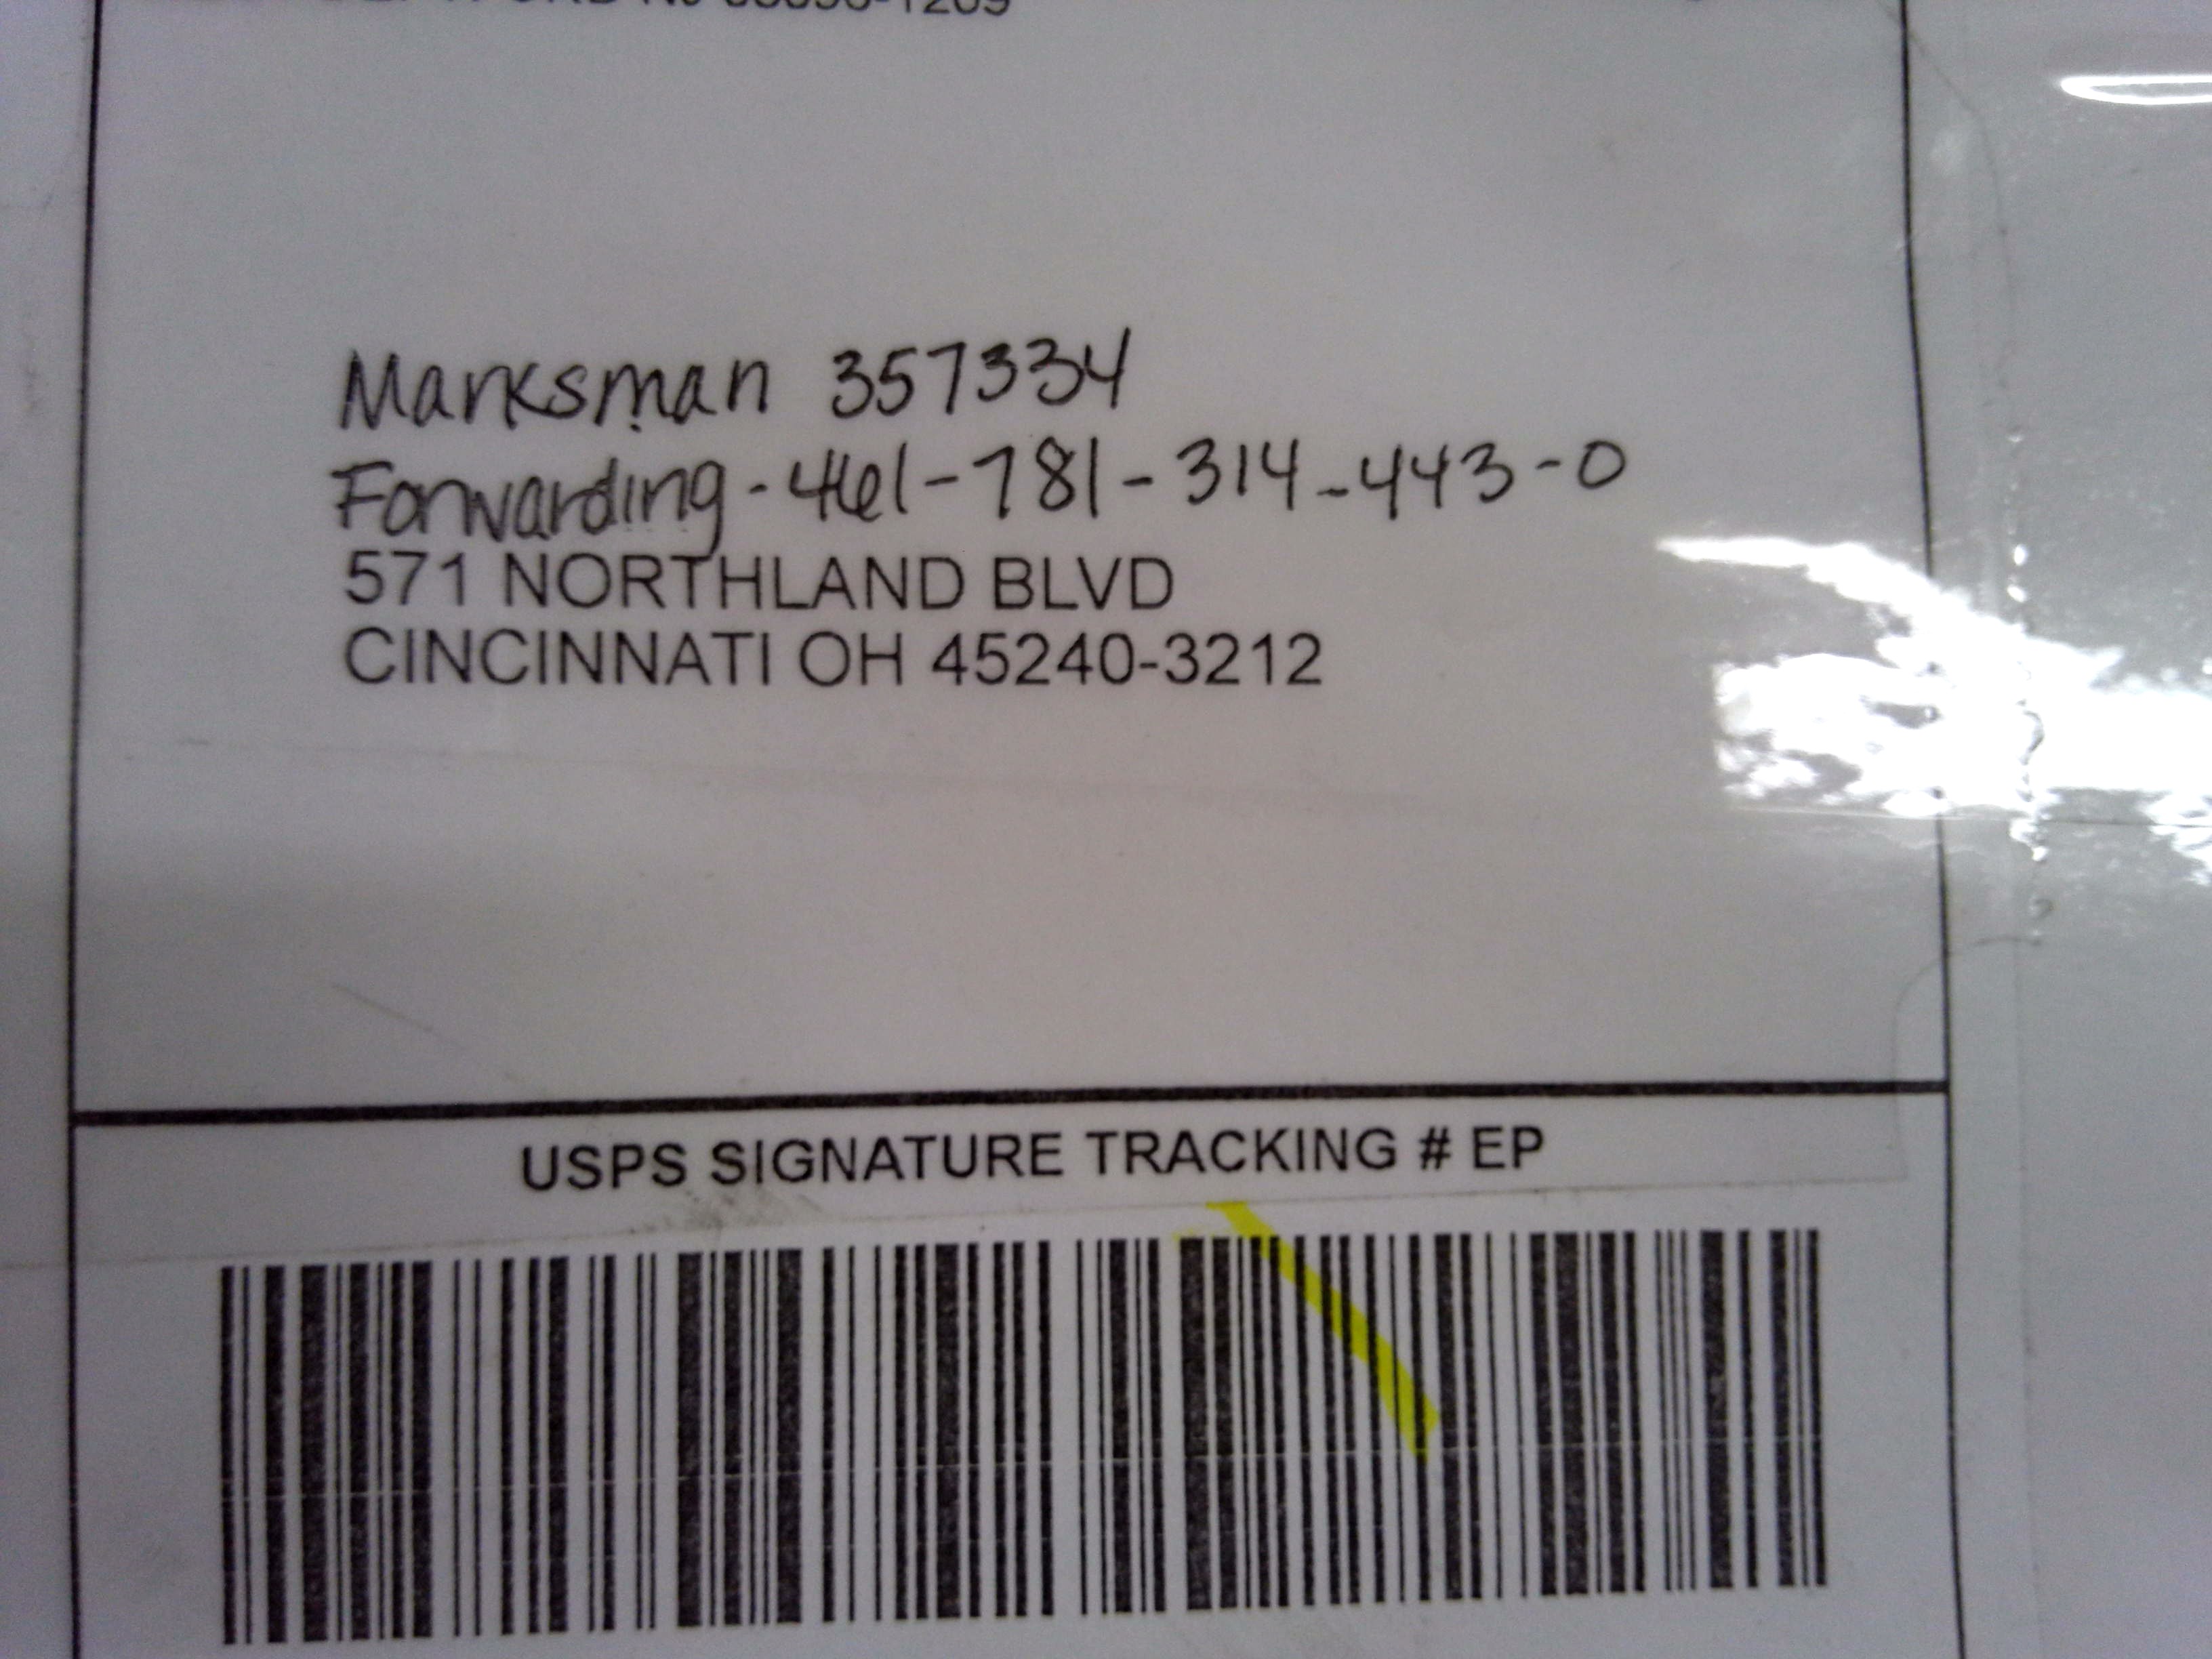 Marksman 357334
Forwarding-461-781-314-443-0
571 NORTHLAND BLVD
CINCINNATI OH 45240-3212
USPS SIGNATURE TRACKING # EP